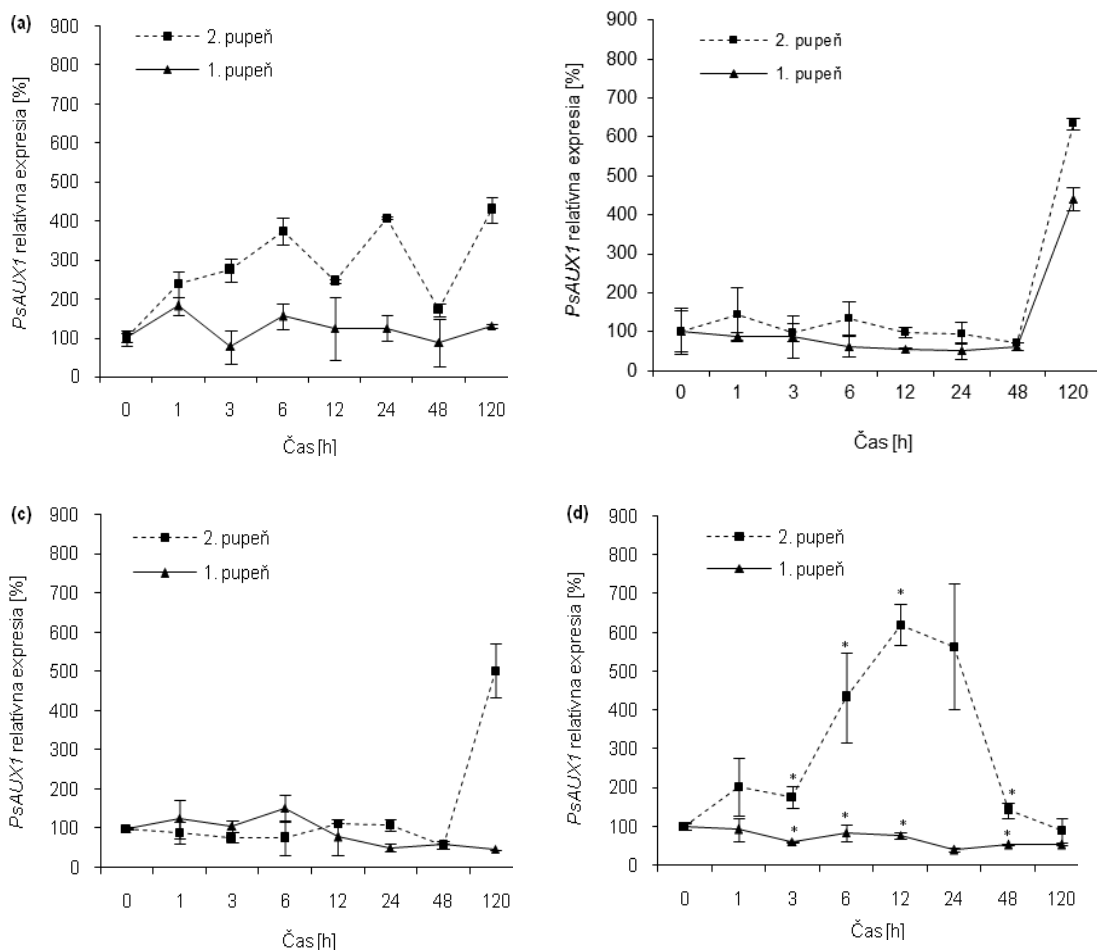 (a)
PsAUX1 relatívna expresia [%]
900
800
700
600
500
400
300
200
100
0
2. pupeň
1. pupeň
0 1 3 6 12 24 48 120
Čas [h]
PsAUX1 relatívna expresia [%]
900
800
700
600
500
400
300
200
100
0
2. pupeň
1. pupeň
0 1 3 6 12 24 48 120
Čas [h]
(c)
PsAUX1 relatívna expresia [%]
900
800
700
600
500
400
300
200
100
0
2. pupeň
1. pupeň
0 1 3 6 12 24 48 120
Čas [h]
(d)
PsAUX1 relatívna expresia [%]
900
800
700
600
500
400
300
200
100
0
2. pupeň
1. pupeň
* * * *
* * * *
0 1 3 6 12 24 48 120
Čas [h]